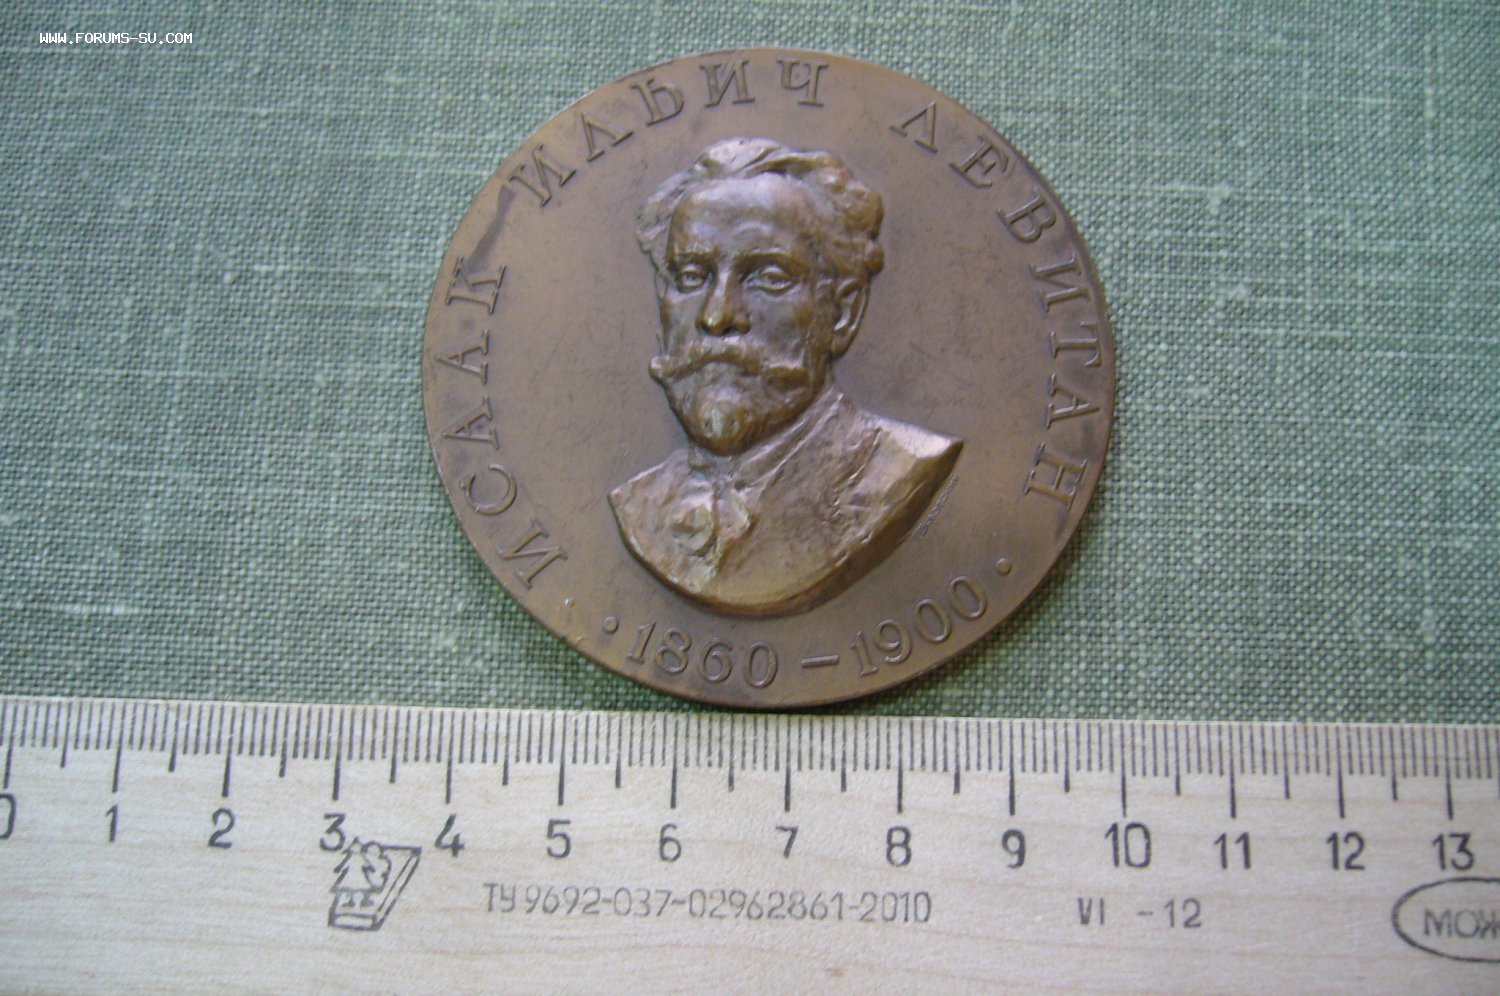 WWW.FORUMS-SU.COM
ИСААК ИЛЬИЧ ЛЕВИТАН
· 1860 – 1900 ·
0 1 2 3 4 5 6 7 8 9 10 11 12 13
ТУ 9692-037-02962861-2010 VI - 12
МОЖ